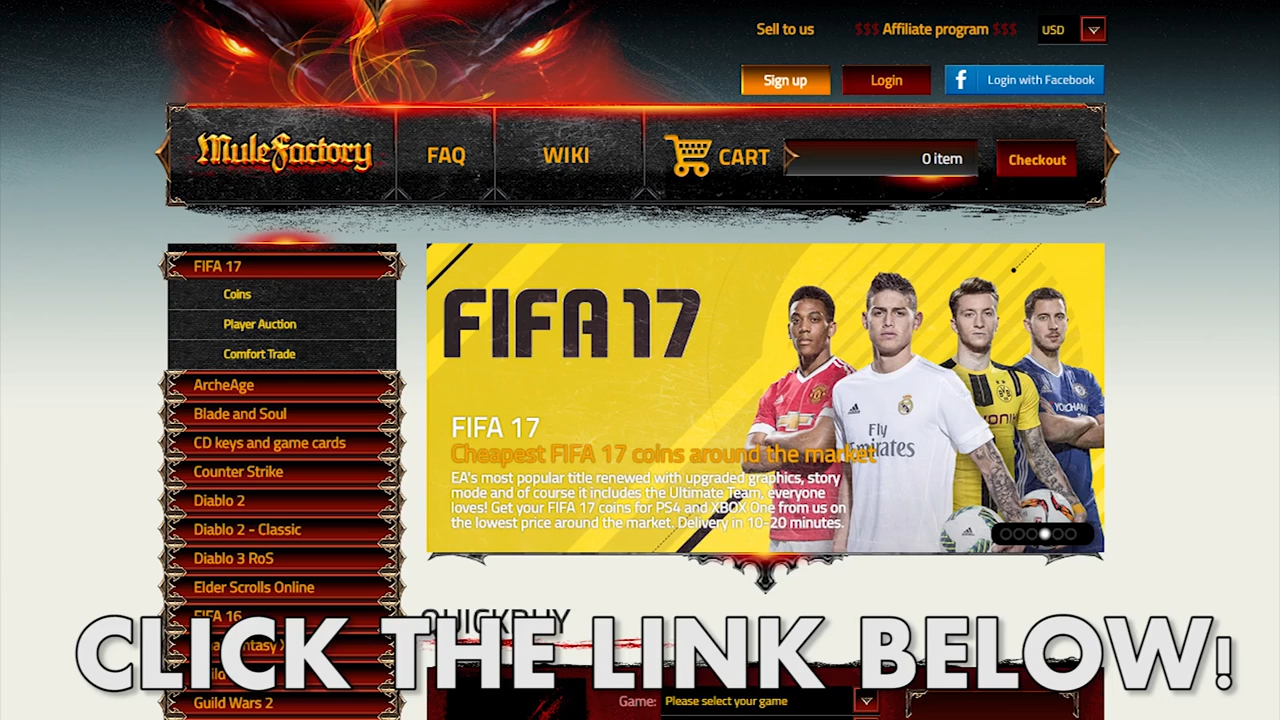 Sell to us
$$$ Affiliate program $$$
USD
Sign up
Login
f
Login with Facebook
MuleFactory
FAQ
WIKI
CART
0 item
Checkout
FIFA 17
Coins
Player Auction
Comfort Trade
ArcheAge
Blade and Soul
CD keys and game cards
Counter Strike
Diablo 2
Diablo 2 - Classic
Diablo 3 RoS
Elder Scrolls Online
FIFA 16
Guild Wars 2
FIFA 17
Fly
Emirates
YOKOHAMA
FIFA 17
Cheapest FIFA 17 coins around the market
EA's most popular title renewed with upgraded graphics, story
mode and of course it includes the Ultimate Team, everyone
loves! Get your FIFA 17 coins for PS4 and XBOX One from us on
the lowest price around the market. Delivery in 10-20 minutes.
QUICKBUY
CLICK THE LINK BELOW!
Game:
Please select your game